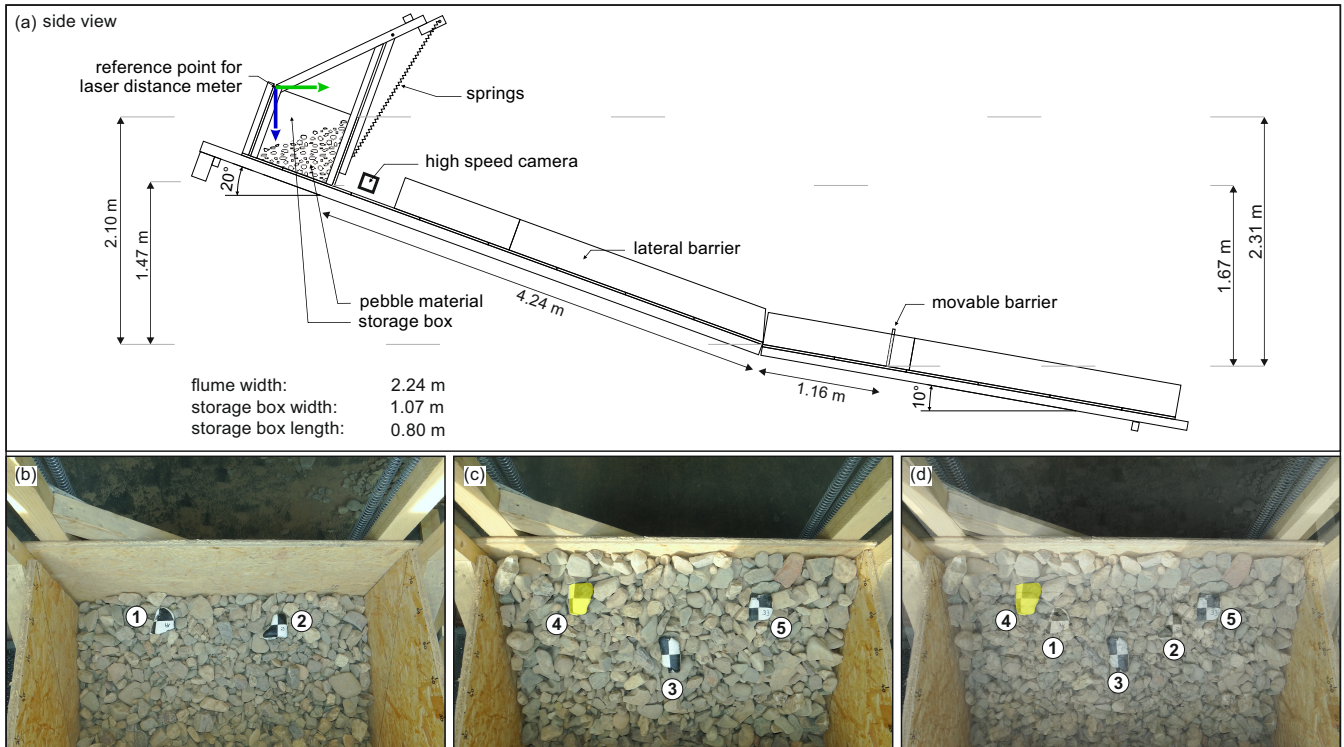 (a) side view
reference point for
laser distance meter
springs
high speed camera
20°
2.10 m
1.47 m
lateral barrier
2.31 m
1.67 m
pebble material
storage box
4.24 m
movable barrier
1.16 m
10°
flume width: 2.24 m
storage box width: 1.07 m
storage box length: 0.80 m
(b)
1
2
(c)
4
5
33
3
(d)
4
1
2
5
33
3